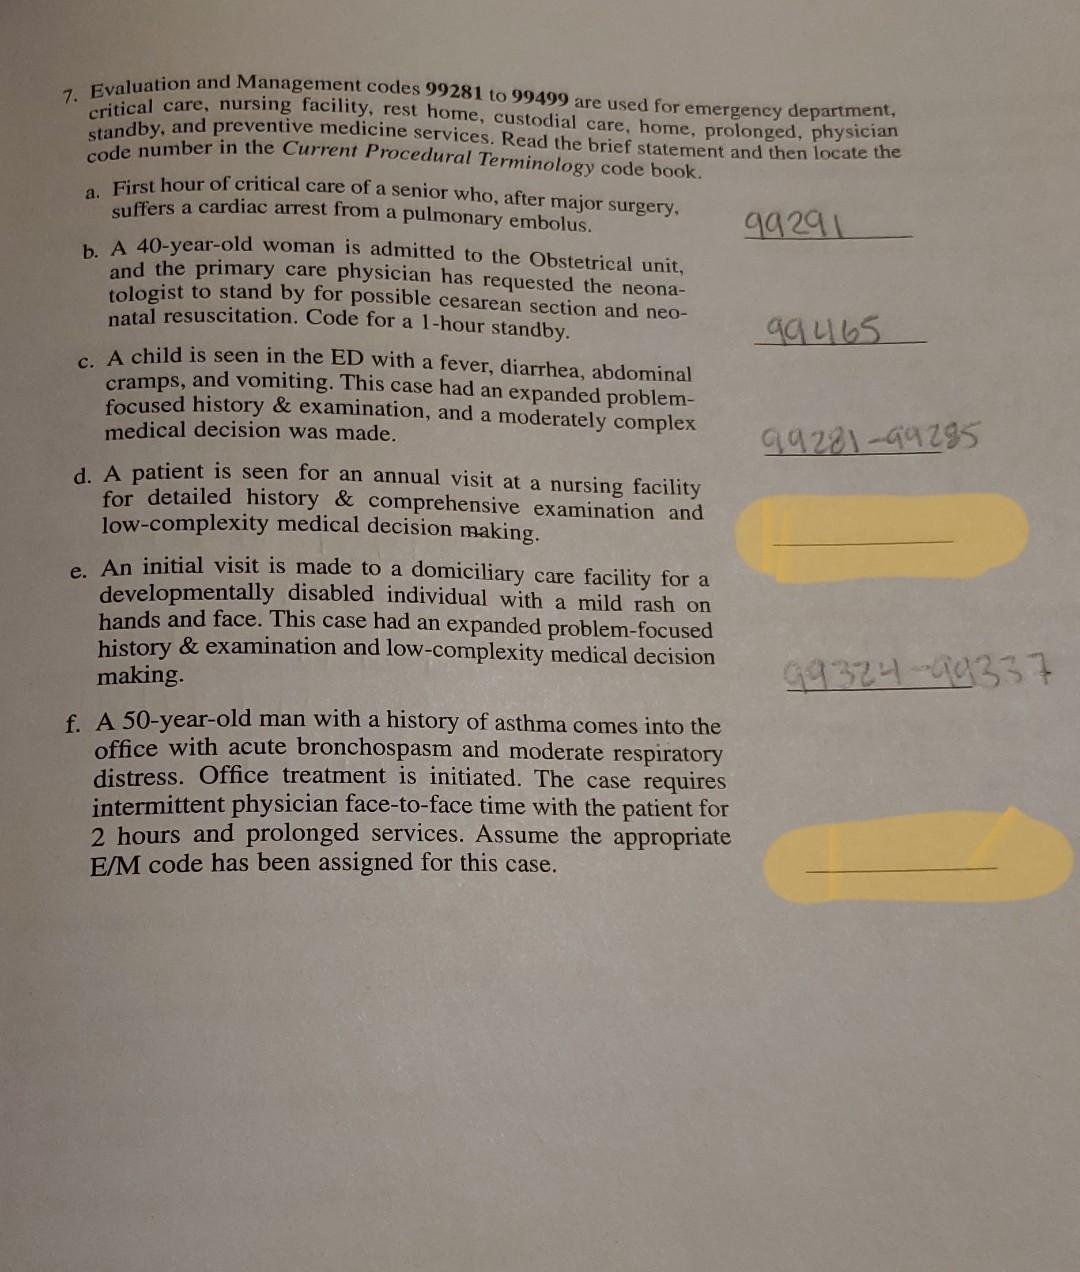 7. Evaluation and Management codes 99281 to 99499 are used for emergency department,
critical care, nursing facility, rest home, custodial care, home, prolonged, physician
standby, and preventive medicine services. Read the brief statement and then locate the
code number in the Current Procedural Terminology code book.
a. First hour of critical care of a senior who, after major surgery,
suffers a cardiac arrest from a pulmonary embolus.
99291
b. A 40-year-old woman is admitted to the Obstetrical unit,
and the primary care physician has requested the neona-
tologist to stand by for possible cesarean section and neo-
natal resuscitation. Code for a 1-hour standby.
99465
c. A child is seen in the ED with a fever, diarrhea, abdominal
cramps, and vomiting. This case had an expanded problem-
focused history & examination, and a moderately complex
medical decision was made.
99281-99285
d. A patient is seen for an annual visit at a nursing facility
for detailed history & comprehensive examination and
low-complexity medical decision making.
e. An initial visit is made to a domiciliary care facility for a
developmentally disabled individual with a mild rash on
hands and face. This case had an expanded problem-focused
history & examination and low-complexity medical decision
making.
99324-99337
f. A 50-year-old man with a history of asthma comes into the
office with acute bronchospasm and moderate respiratory
distress. Office treatment is initiated. The case requires
intermittent physician face-to-face time with the patient for
2 hours and prolonged services. Assume the appropriate
E/M code has been assigned for this case.